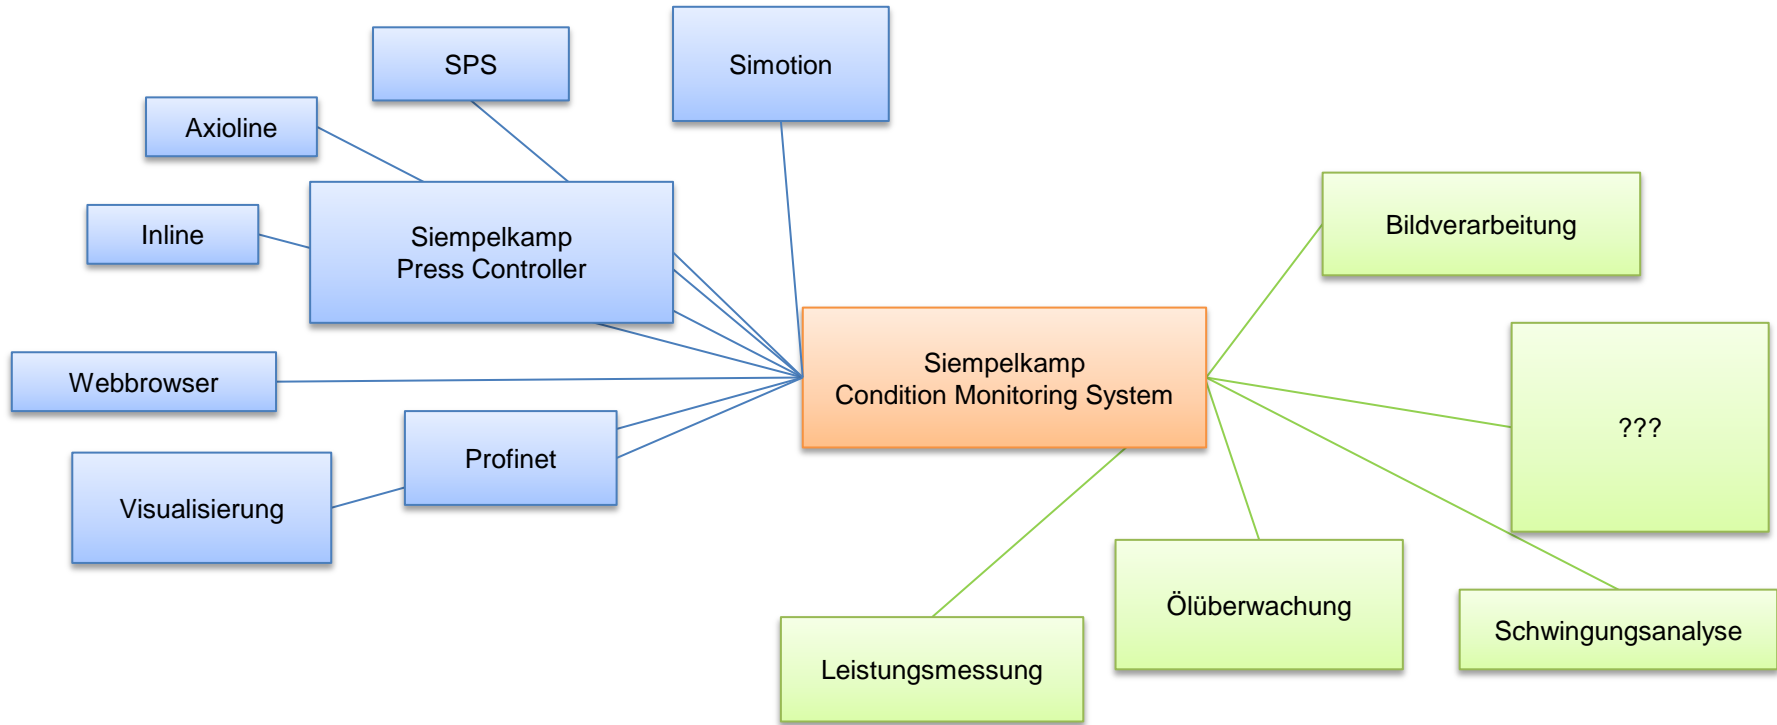 SPS
Simotion
Axioline
Inline
Siempelkamp
Press Controller
Bildverarbeitung
Webbrowser
Siempelkamp
Condition Monitoring System
???
Profinet
Visualisierung
Ölüberwachung
Schwingungsanalyse
Leistungsmessung